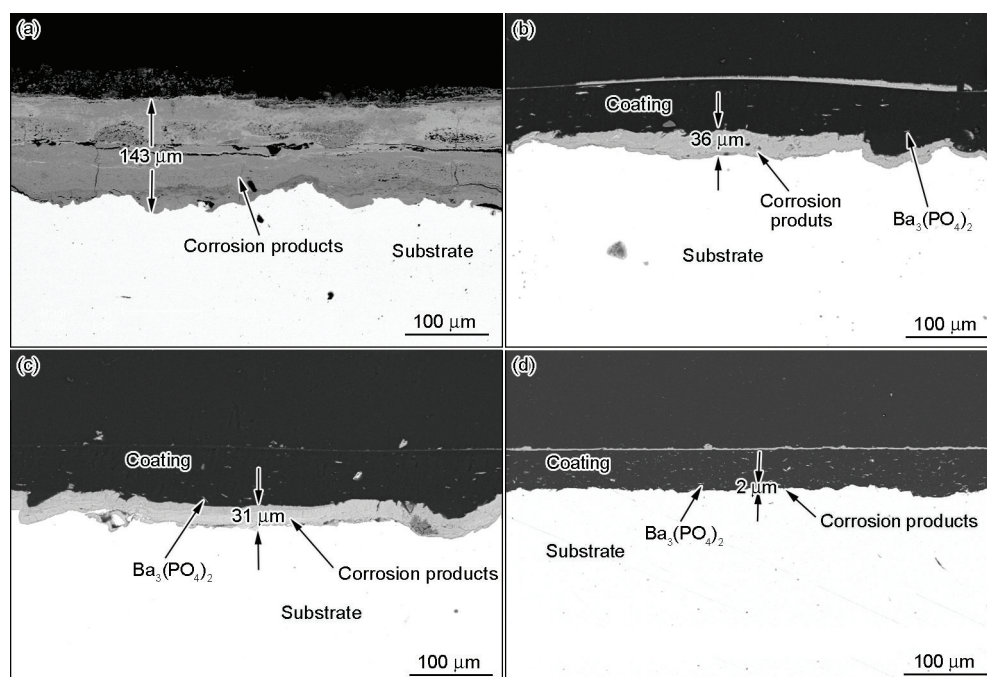 (a)
143 μm
Corrosion products
Substrate
100 μm
(b)
Coating
36 μm
Corrosion
produts
Ba₃(PO₄)₂
Substrate
100 μm
(c)
Coating
31 μm
Ba₃(PO₄)₂
Corrosion products
Substrate
100 μm
(d)
Coating
2 μm
Ba₃(PO₄)₂
Corrosion products
Substrate
100 μm